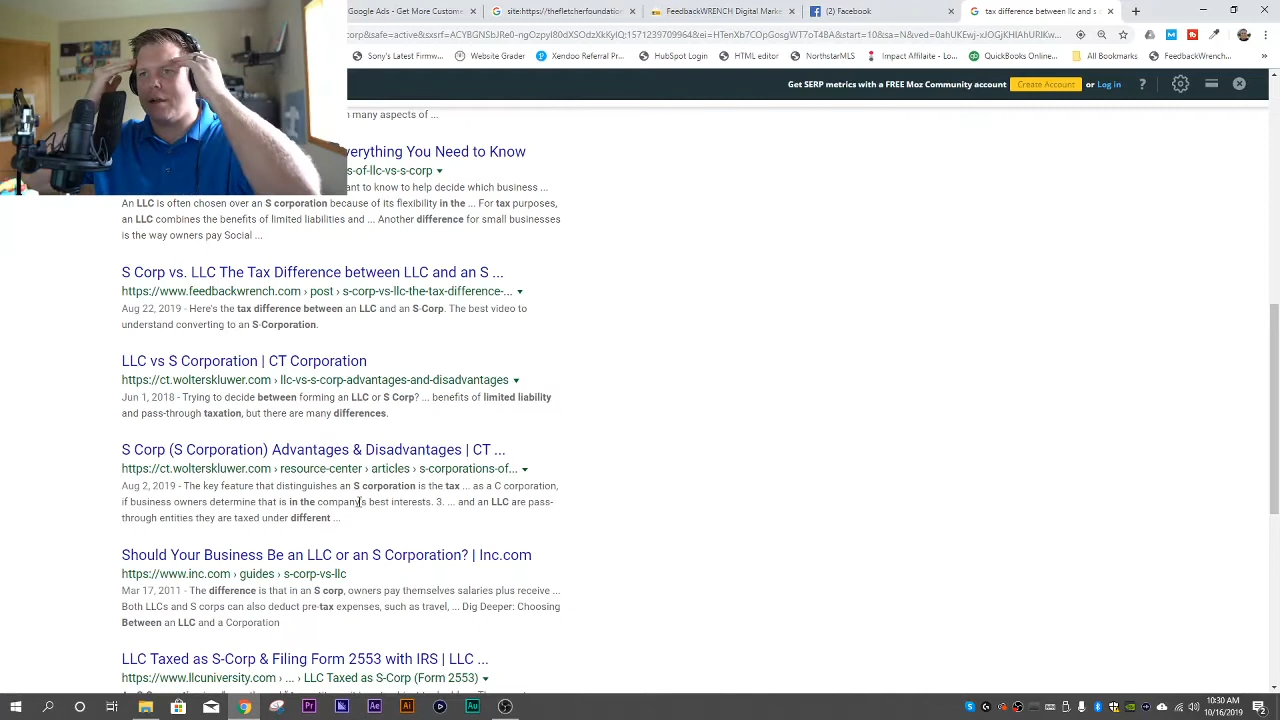 Google Ads - Work Custome
https://thefletcherfoundation
FeedbackWRENCH Digital Mar
(2) Facebook
tax difference between llc and s
Sony's Latest Firmw...
Website Grader
Xendoo Referral Pr...
HubSpot Login
HTML editor
NorthStar MLS
Impact Affiliate - L...
All Bookmarks
FeedbackWRENCH...
Get SERP metrics with a FREE Moz Community account
Create Account
or Log in
many aspects of ...
verything You Need to Know
s-of-llc-vs-s-corp
ant to know to help decide which business ...
An LLC is often chosen over an S corporation because of its flexibility in the ... For tax purposes,
an LLC combines the benefits of limited liabilities and ... Another difference for small businesses
is the way owners pay Social ...
S Corp vs. LLC The Tax Difference between LLC and an S ...
https://www.feedbackwrench.com › post › s-corp-vs-llc-the-tax-difference-...
Aug 22, 2019 - Here's the tax difference between an LLC and an S-Corp. The best video to
understand converting to an S-Corporation.
LLC vs S Corporation | CT Corporation
https://ct.wolterskluwer.com › llc-vs-s-corp-advantages-and-disadvantages
Jun 1, 2018 - Trying to decide between forming an LLC or S Corp? ... benefits of limited liability
and pass-through taxation, but there are many differences.
S Corp (S Corporation) Advantages & Disadvantages | CT ...
https://ct.wolterskluwer.com › resource-center › articles › s-corporations-of...
Aug 2, 2019 - The key feature that distinguishes an S corporation is the tax ... as a C corporation,
if business owners determine that is in the company's best interests. 3. ... and an LLC are pass-
through entities they are taxed under different ...
Should Your Business Be an LLC or an S Corporation? | Inc.com
https://www.inc.com › guides › s-corp-vs-llc
Mar 17, 2011 - The difference is that in an S corp, owners pay themselves salaries plus receive ...
Both LLCs and S corps can also deduct pre-tax expenses, such as travel, ... Dig Deeper: Choosing
Between an LLC and a Corporation
LLC Taxed as S-Corp & Filing Form 2553 with IRS | LLC ...
https://www.llcuniversity.com › ... › LLC Taxed as S-Corp (Form 2553)
10:30 AM
10/16/2019